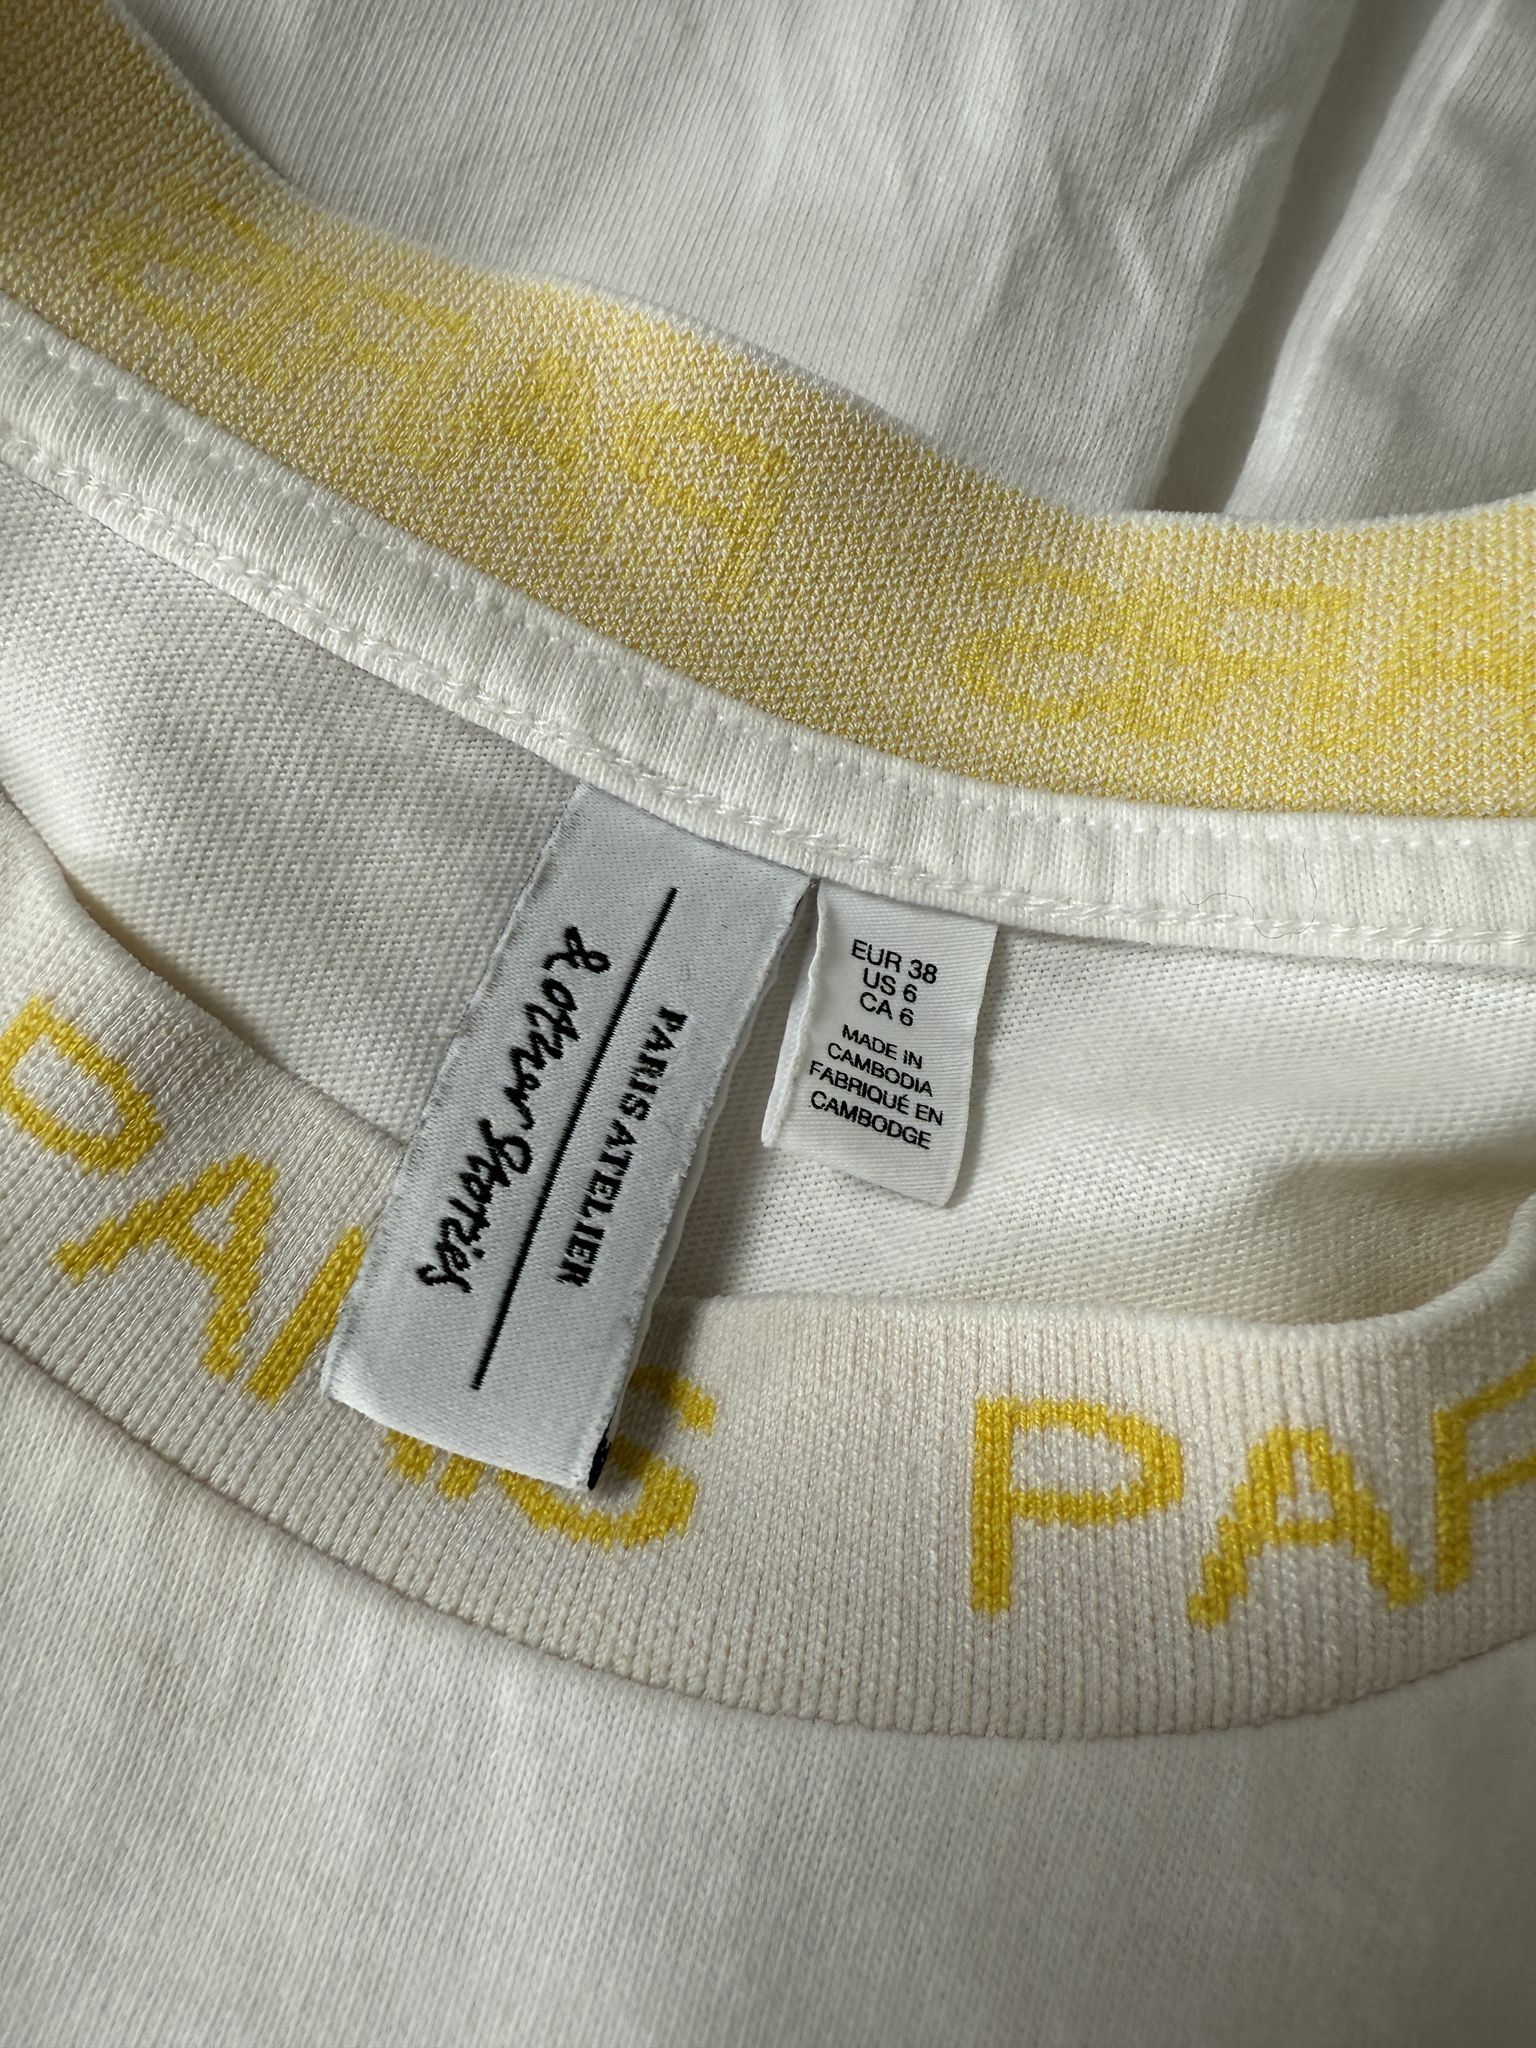 & other Stories
PARIS ATELIER
EUR 38
US 6
CA 6
MADE IN
CAMBODIA
FABRIQUÉ EN
CAMBODGE
PARIS PAR